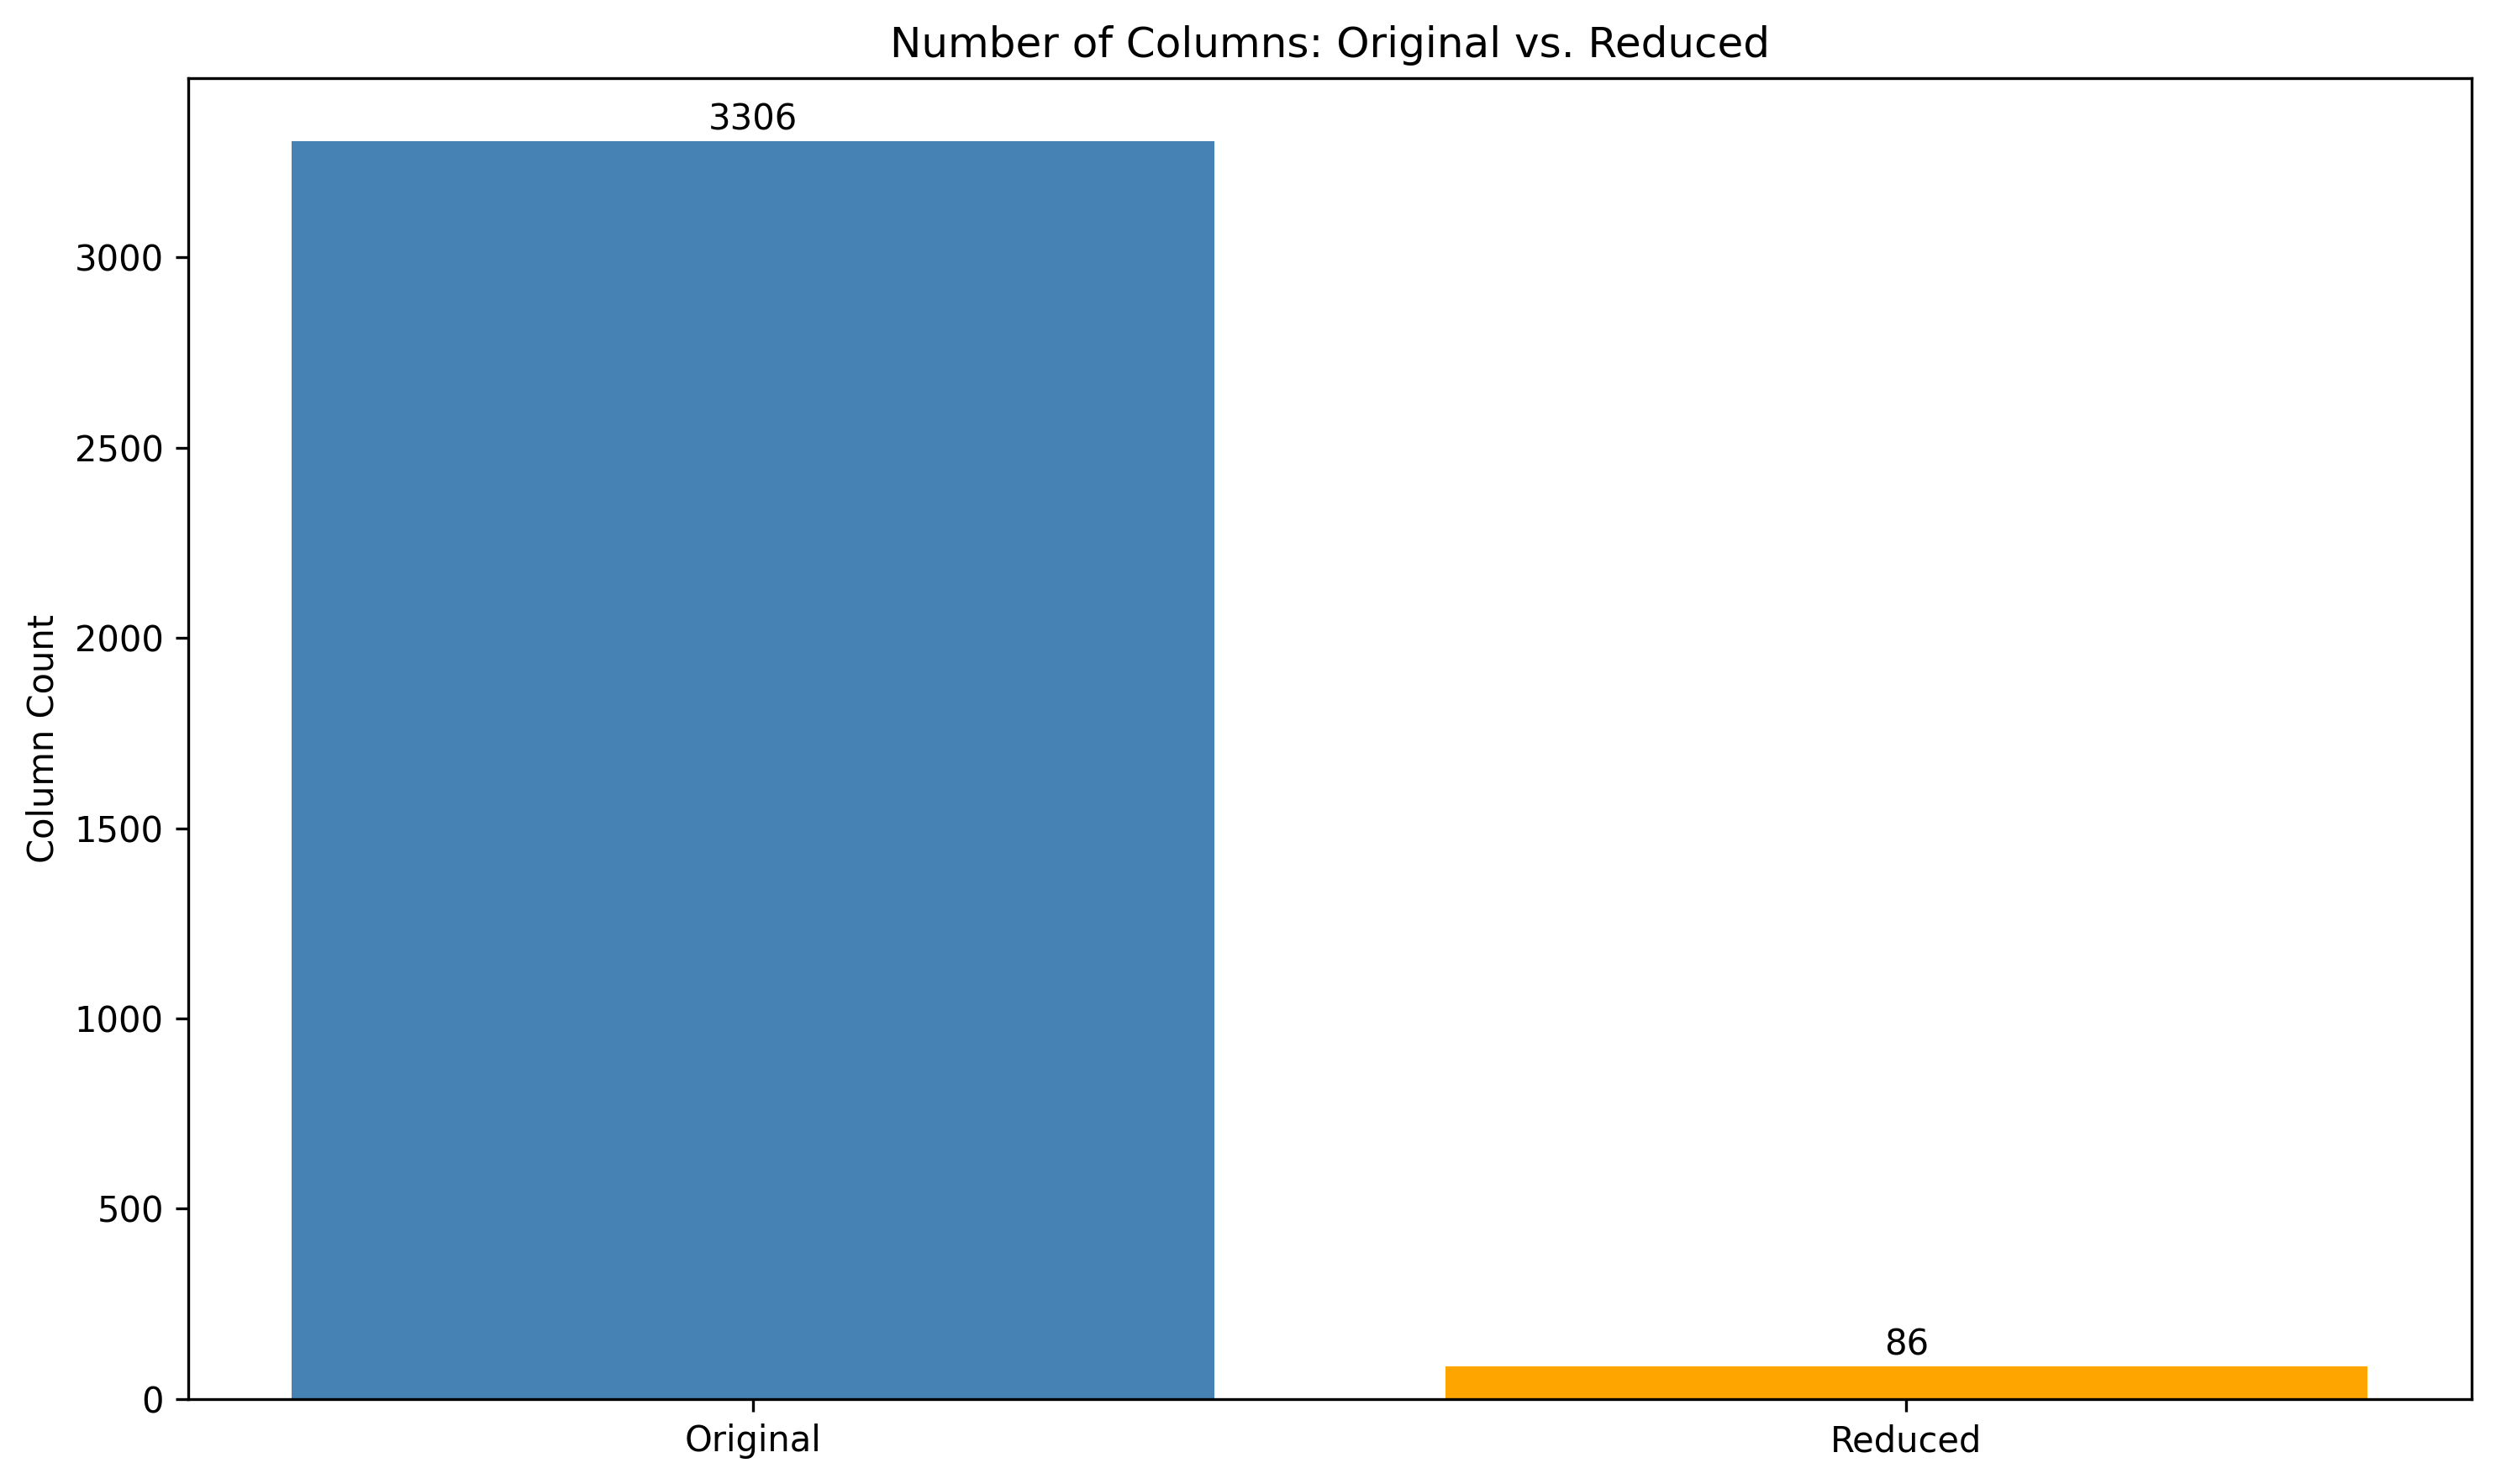 Number of Columns: Original vs. Reduced
3306
3000
2500
2000
1500
1000
500
0
Column Count
86
Original
Reduced